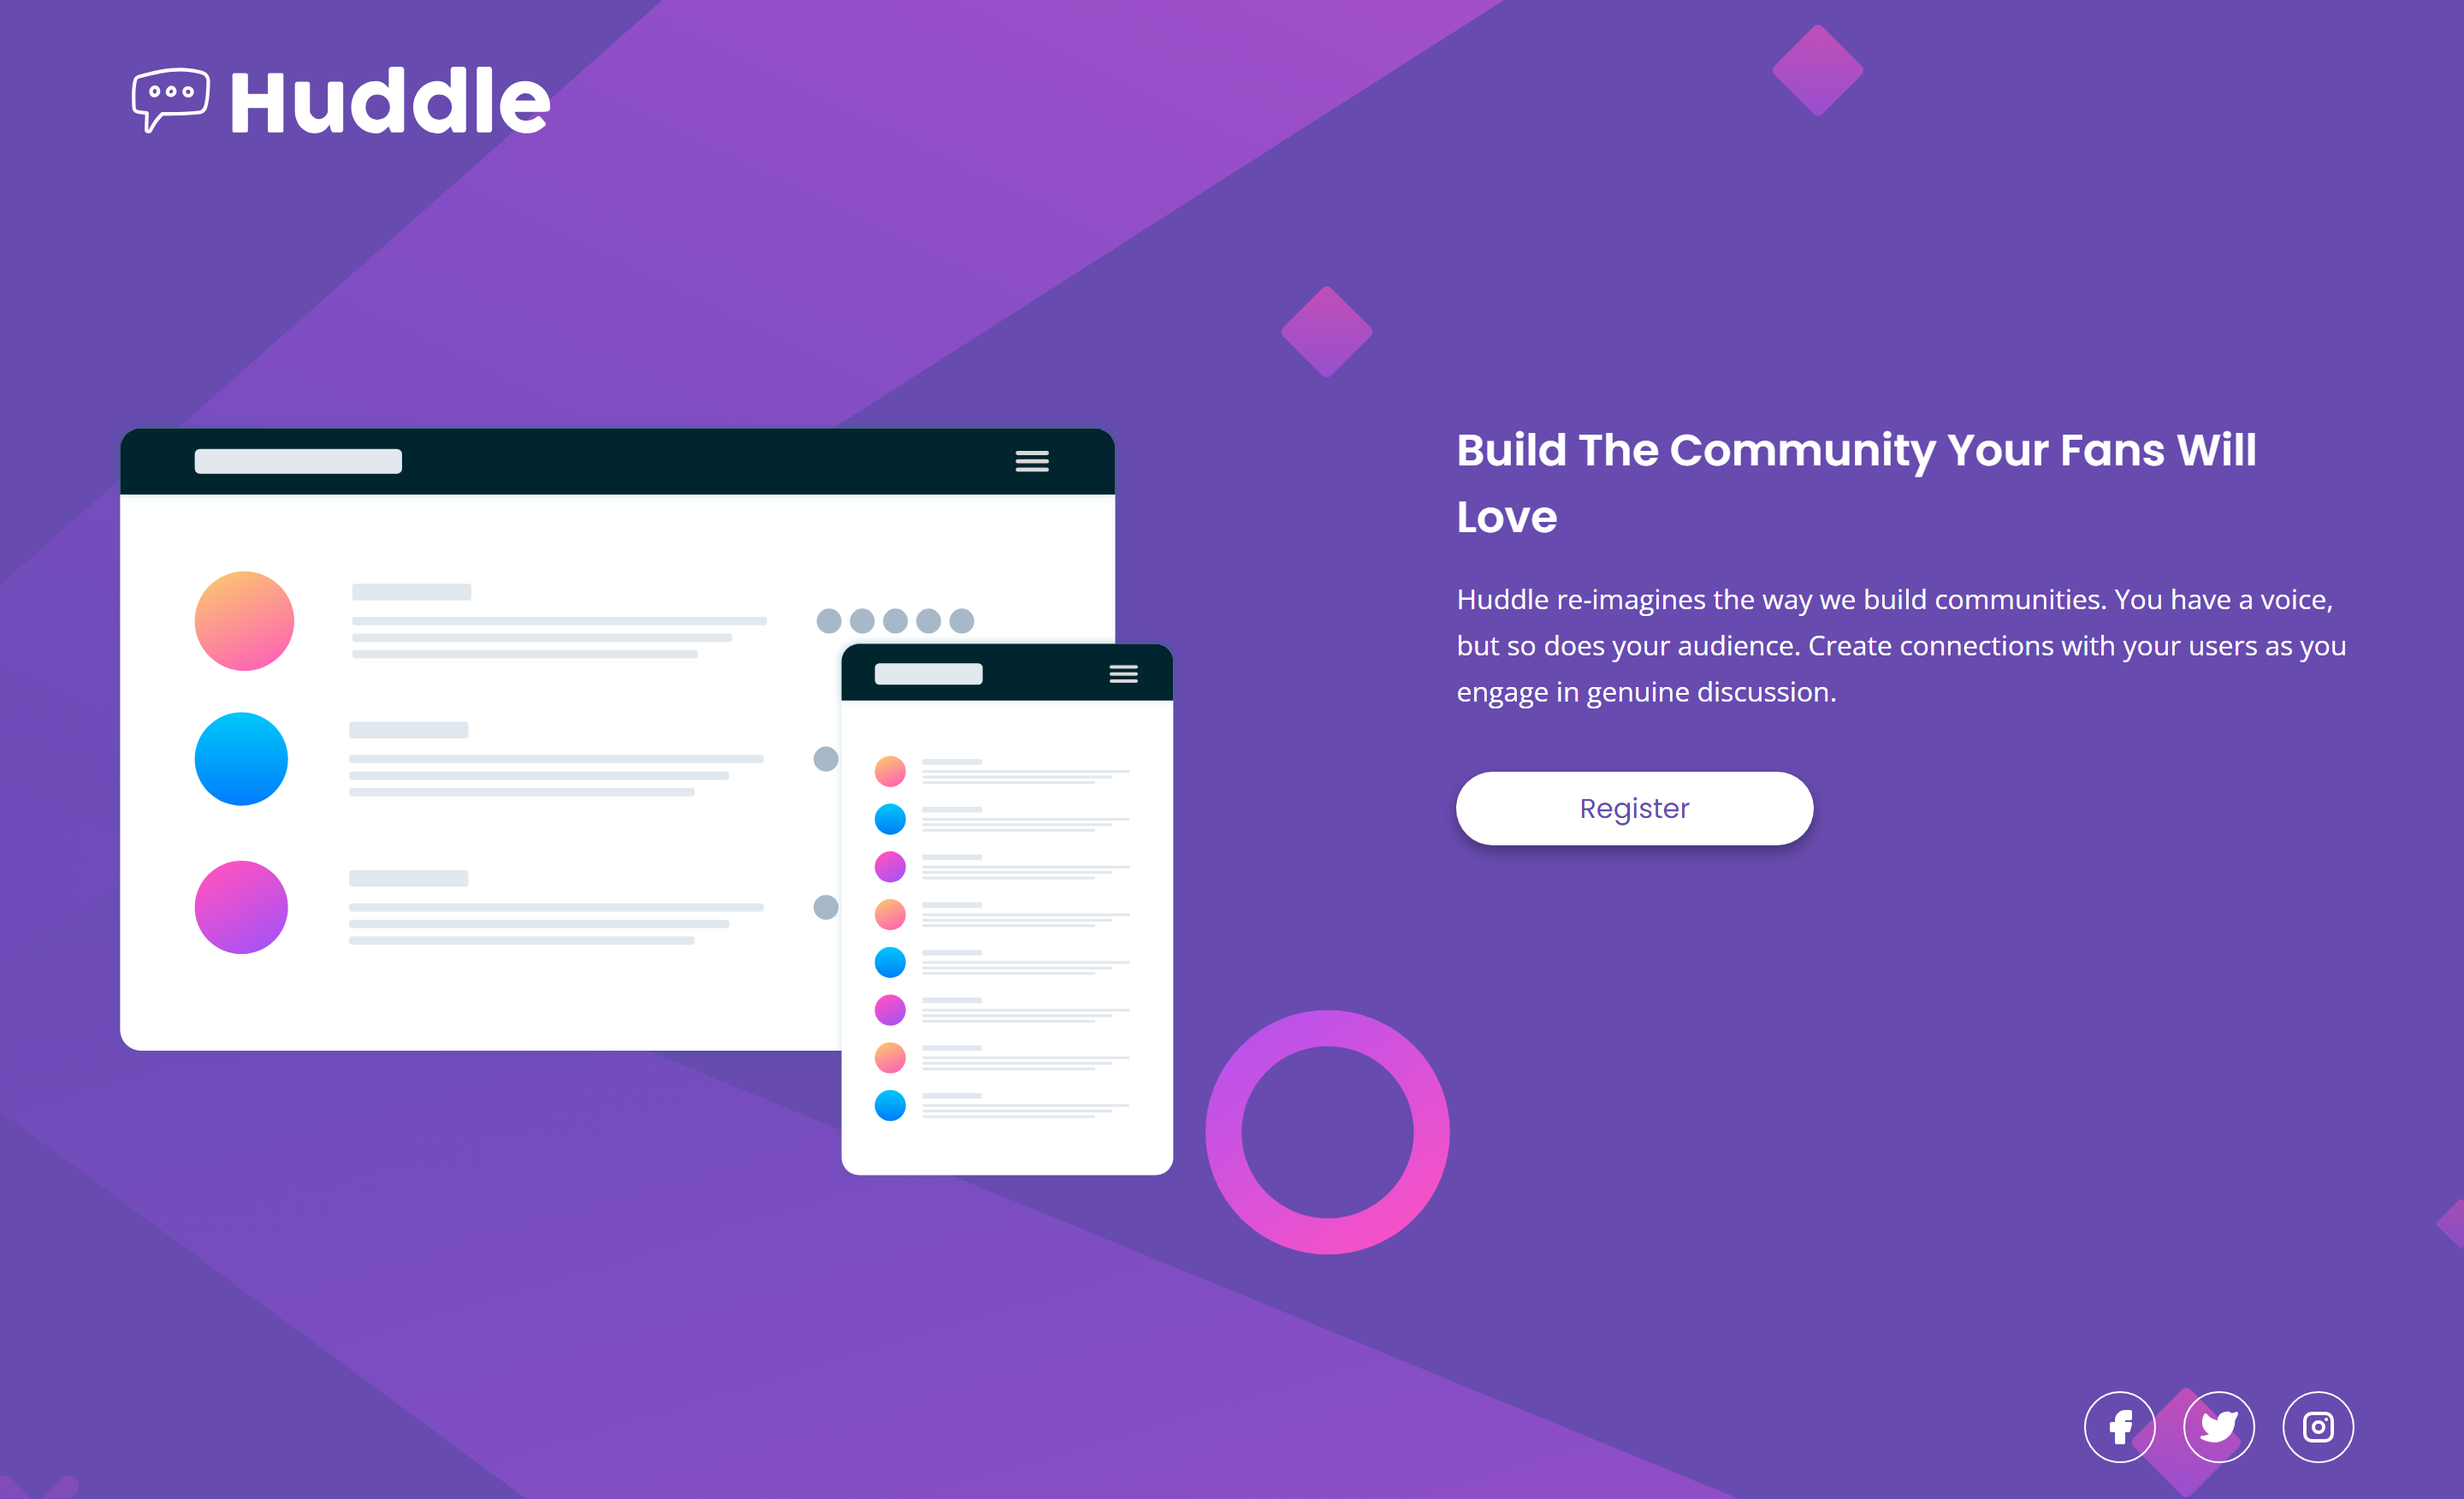 Huddle
Build The Community Your Fans Will
Love
Huddle re-imagines the way we build communities. You have a voice,
but so does your audience. Create connections with your users as you
engage in genuine discussion.
Register